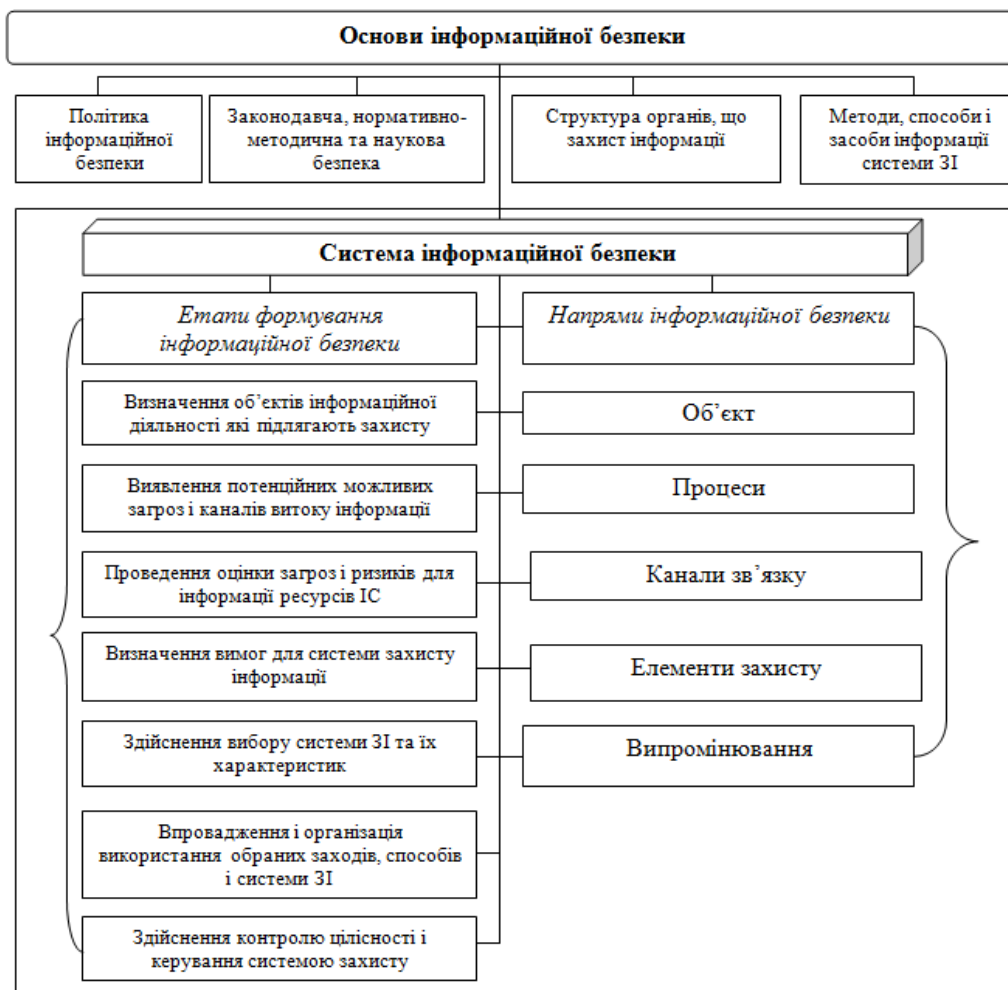 Основи інформаційної безпеки
Політика
інформаційної
безпеки
Законодавча, нормативно-
методична та наукова
безпека
Структура органів, що
захист інформації
Методи, способи і
засоби інформації
системи ЗІ
Система інформаційної безпеки
Етапи формування
інформаційної безпеки
Напрями інформаційної безпеки
Визначення об’єктів інформаційної
діяльності які підлягають захисту
Об’єкт
Виявлення потенційних можливих
загроз і каналів витоку інформації
Процеси
Проведення оцінки загроз і ризиків для
інформації ресурсів ІС
Канали зв’язку
Визначення вимог для системи захисту
інформації
Елементи захисту
Здійснення вибору системи ЗІ та їх
характеристик
Випромінювання
Впровадження і організація
використання обраних заходів, способів
і системи ЗІ
Здійснення контролю цілісності і
керування системою захисту